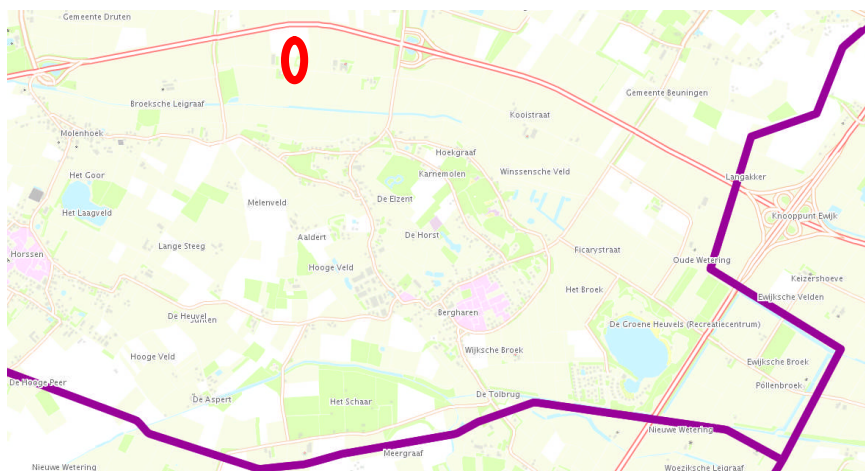 Gemeente Druten
Gemeente Beuningen
Broeksche Leigraaf
Kooistraat
Molenhoek
Hoekgraaf
Karnemolen
Winssensche Veld
Het Goor
Langakker
De Elzent
Melenveld
Het Laagveld
Knooppunt Ewijk
De Horst
Aaldert
Lange Steeg
Ficarystraat
Horssen
Oude Wetering
Hooge Veld
Keizershoeve
Het Broek
Ewijksche Velden
Bergharen
De Heuvel
De Groene Heuvels (Recreatiecentrum)
Wijksche Broek
Hooge Veld
Ewijksche Broek
De Hooge Peer
Pollenbroek
De Tolbrug
De Aspert
Het Schaar
Nieuwe Wetering
Meergraaf
Nieuwe Wetering
Woeziksche Leigraaf